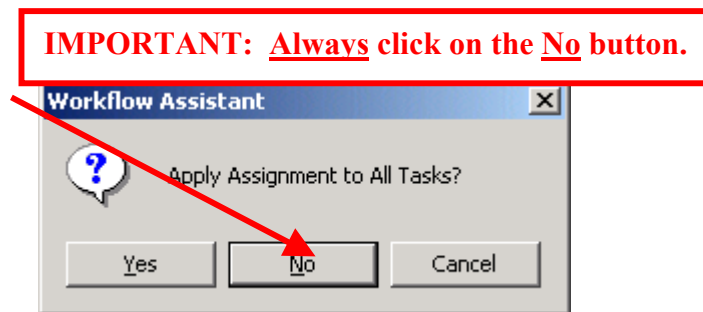 IMPORTANT: Always click on the No button.
Workflow Assistant
Apply Assignment to All Tasks?
Yes No Cancel